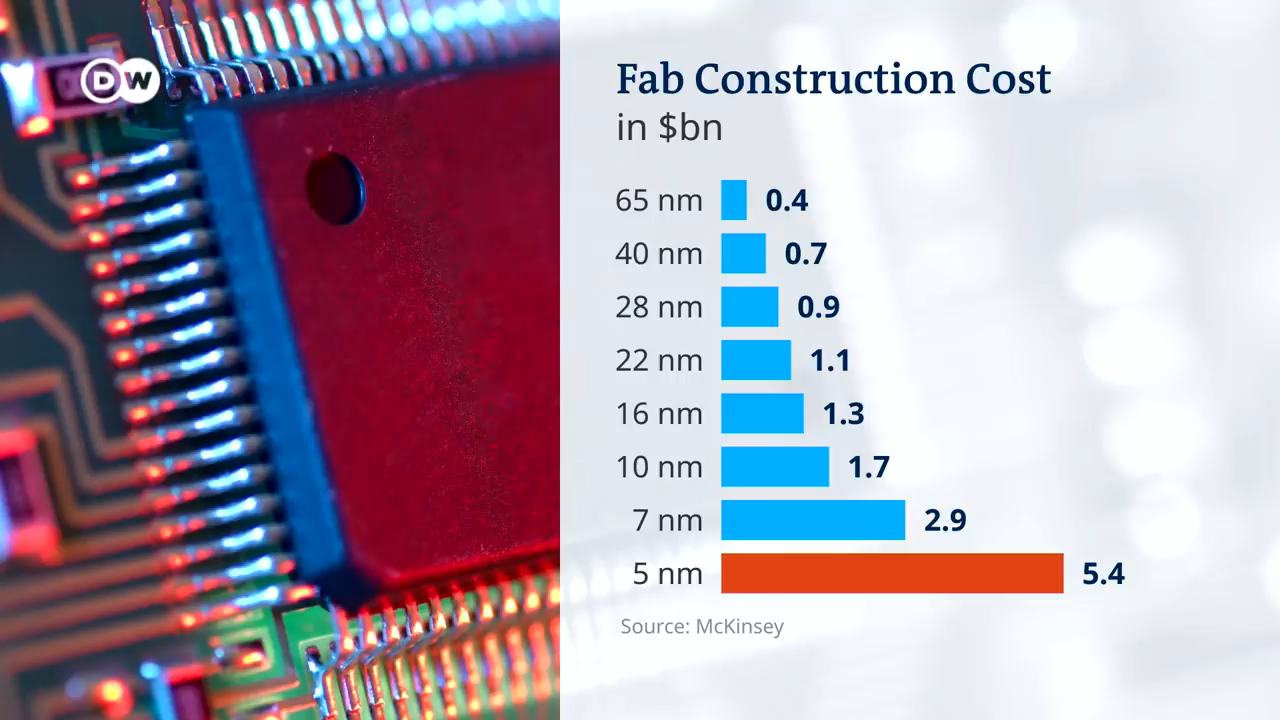 DW
Fab Construction Cost
in $bn
65 nm 0.4
40 nm 0.7
28 nm 0.9
22 nm 1.1
16 nm 1.3
10 nm 1.7
7 nm 2.9
5 nm 5.4
Source: McKinsey